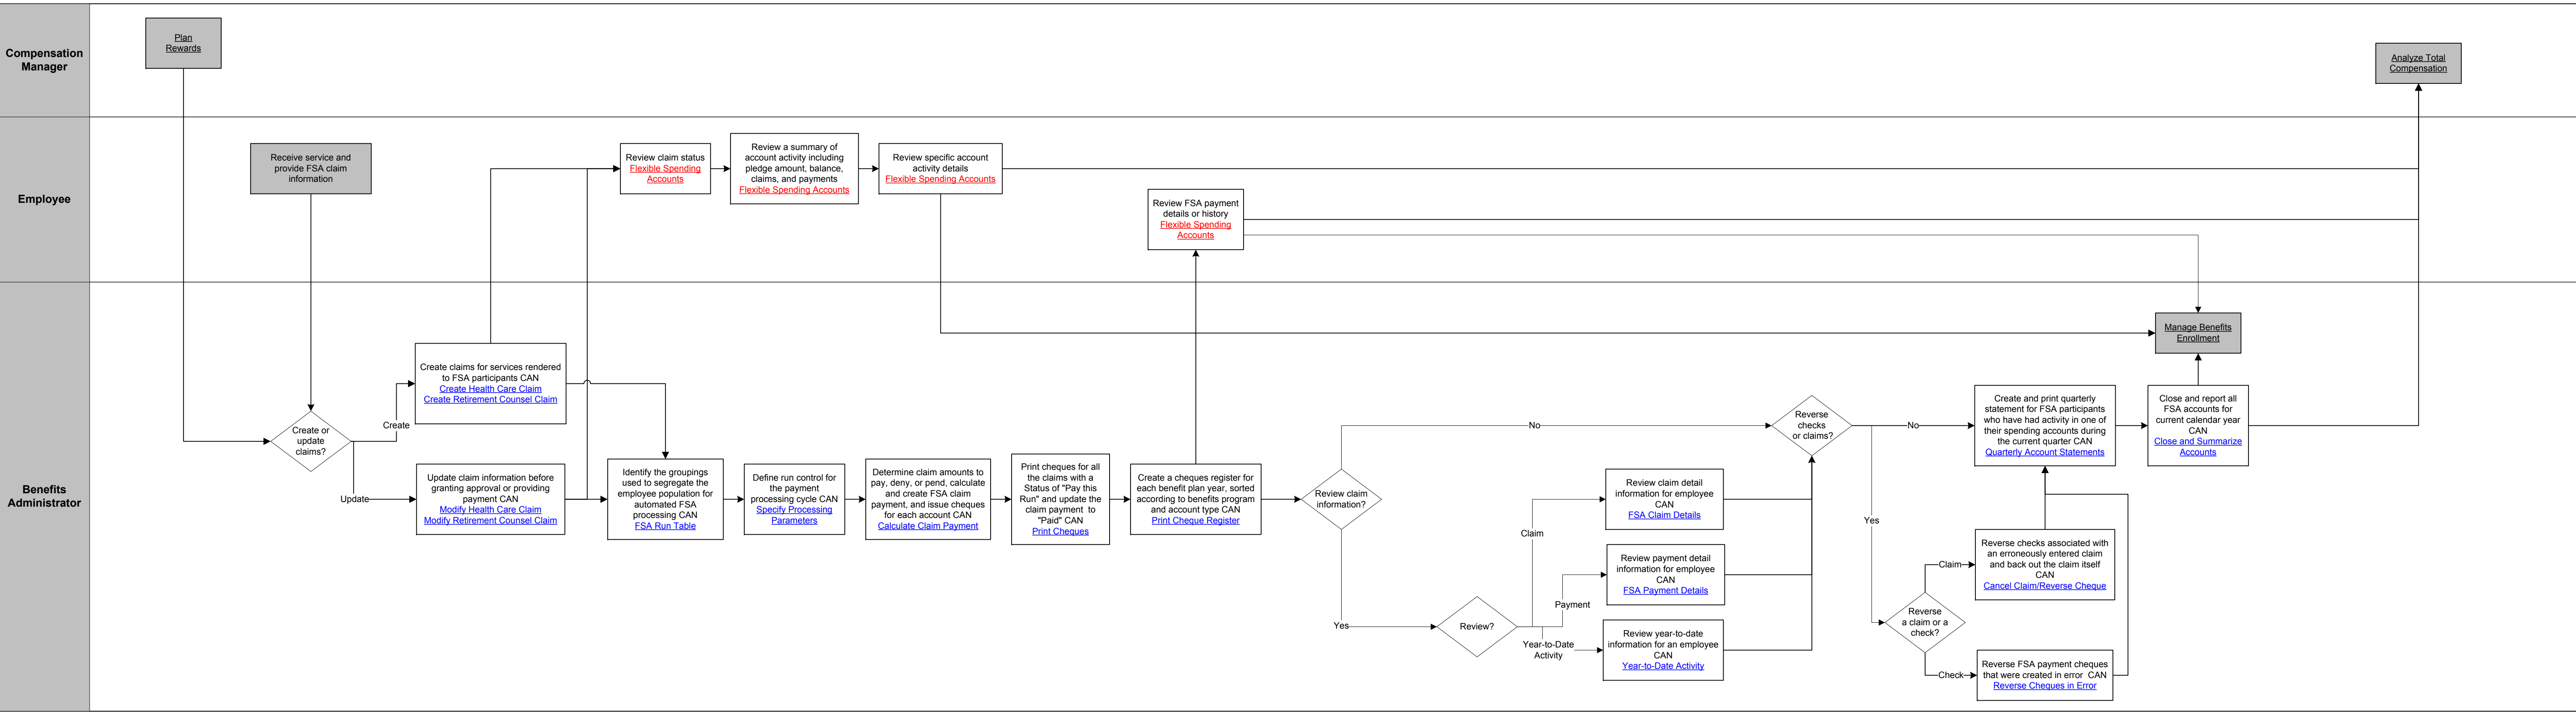 Compensation
Manager
Plan
Rewards
Analyze Total
Compensation
Employee
Receive service and
provide FSA claim
information
Review claim status
Flexible Spending
Accounts
Review a summary of
account activity including
pledge amount, balance,
claims, and payments
Flexible Spending Accounts
Review specific account
activity details
Flexible Spending Accounts
Review FSA payment
details or history
Flexible Spending
Accounts
Benefits
Administrator
Create or
update
claims?
Create
Update
Create claims for services rendered
to FSA participants CAN
Create Health Care Claim
Create Retirement Counsel Claim
Update claim information before
granting approval or providing
payment CAN
Modify Health Care Claim
Modify Retirement Counsel Claim
Identify the groupings
used to segregate the
employee population for
automated FSA
processing CAN
FSA Run Table
Define run control for
the payment
processing cycle CAN
Specify Processing
Parameters
Determine claim amounts to
pay, deny, or pend, calculate
and create FSA claim
payment, and issue cheques
for each account CAN
Calculate Claim Payment
Print cheques for all
the claims with a
Status of "Pay this
Run" and update the
claim payment to
"Paid" CAN
Print Cheques
Create a cheques register for
each benefit plan year, sorted
according to benefits program
and account type CAN
Print Cheque Register
Review claim
information?
No
Yes
Review?
Claim
Payment
Year-to-Date
Activity
Review claim detail
information for employee
CAN
FSA Claim Details
Review payment detail
information for employee
CAN
FSA Payment Details
Review year-to-date
information for an employee
CAN
Year-to-Date Activity
Reverse
checks
or claims?
No
Yes
Reverse
a claim or a
check?
Claim
Check
Create and print quarterly
statement for FSA participants
who have had activity in one of
their spending accounts during
the current quarter CAN
Quarterly Account Statements
Reverse checks associated with
an erroneously entered claim
and back out the claim itself
CAN
Cancel Claim/Reverse Cheque
Reverse FSA payment cheques
that were created in error CAN
Reverse Cheques in Error
Manage Benefits
Enrollment
Close and report all
FSA accounts for
current calendar year
CAN
Close and Summarize
Accounts